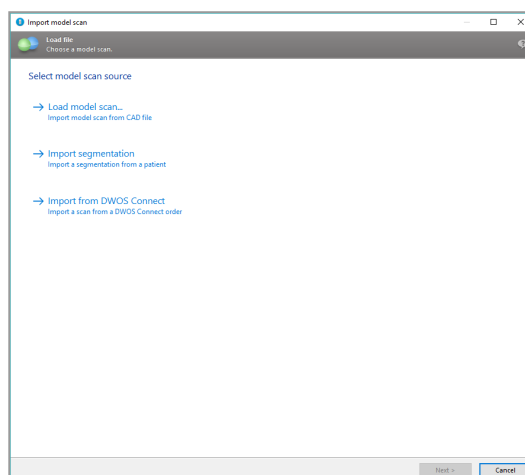 Import model scan
Load file
Choose a model scan.
Select model scan source
→ Load model scan...
Import model scan from CAD file
→ Import segmentation
Import a segmentation from a patient
→ Import from DWOS Connect
Import a scan from a DWOS Connect order
Next >
Cancel